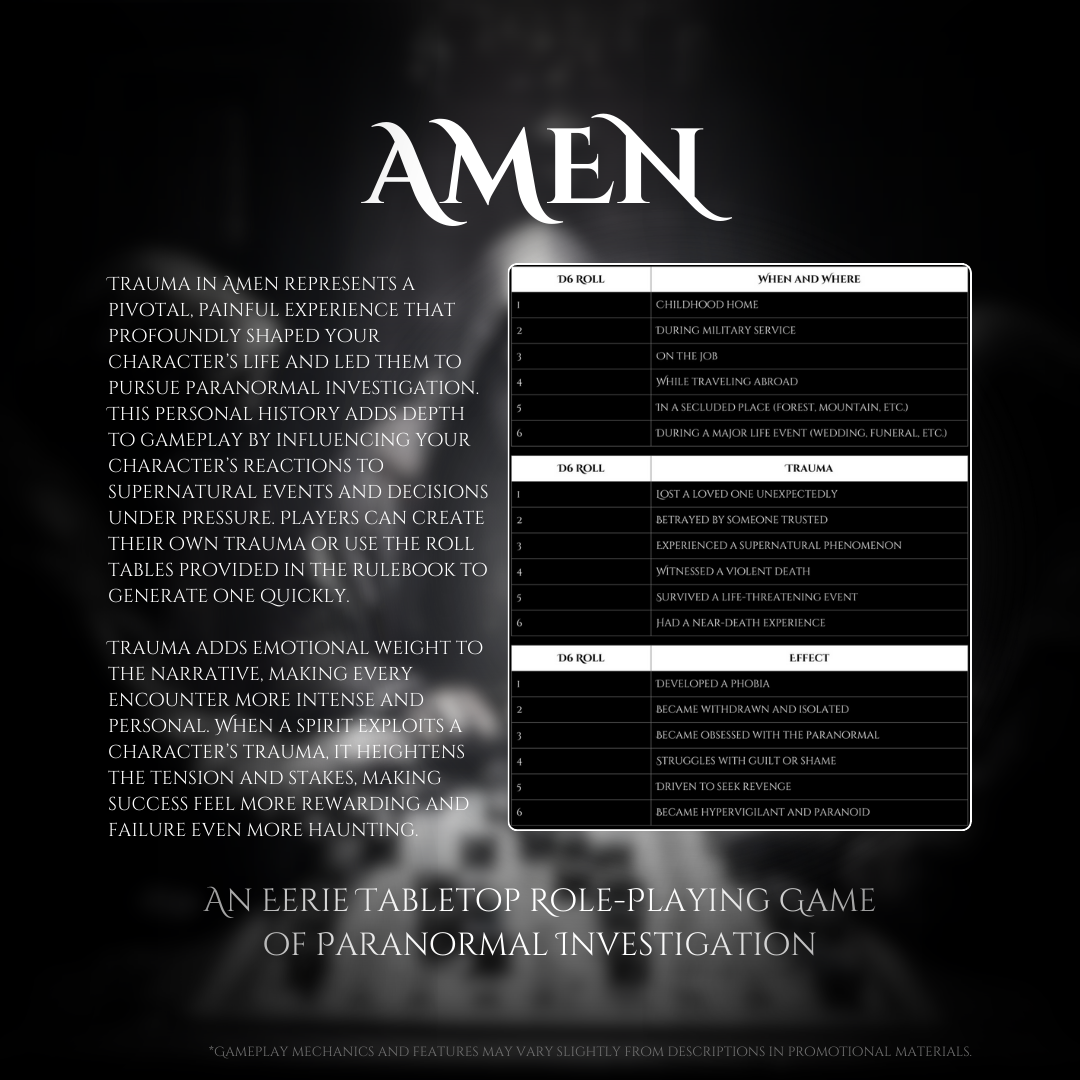 AMEN
Trauma in Amen represents a
pivotal, painful experience that
profoundly shaped your
character's life and led them to
pursue paranormal investigation.
This personal history adds depth
to gameplay by influencing your
character's reactions to
supernatural events and decisions
under pressure. Players can create
their own trauma or use the roll
tables provided in the rulebook to
generate one quickly.
Trauma adds emotional weight to
the narrative, making every
encounter more intense and
personal. When a spirit exploits a
character's trauma, it heightens
the tension and stakes, making
success feel more rewarding and
failure even more haunting.
D6 Roll When and Where
1 Childhood home
2 During military service
3 On the job
4 While traveling abroad
5 In a secluded place (forest, mountain, etc.)
6 During a major life event (wedding, funeral, etc.)
D6 Roll Trauma
1 Lost a loved one unexpectedly
2 Betrayed by someone trusted
3 Experienced a supernatural phenomenon
4 Witnessed a violent death
5 Survived a life-threatening event
6 Had a near-death experience
D6 Roll Effect
1 Developed a phobia
2 Became withdrawn and isolated
3 Became obsessed with the paranormal
4 Struggles with guilt or shame
5 Driven to seek revenge
6 Became hypervigilant and paranoid
An Eerie Tabletop Role-Playing Game
of Paranormal Investigation
*Gameplay mechanics and features may vary slightly from descriptions in promotional materials.